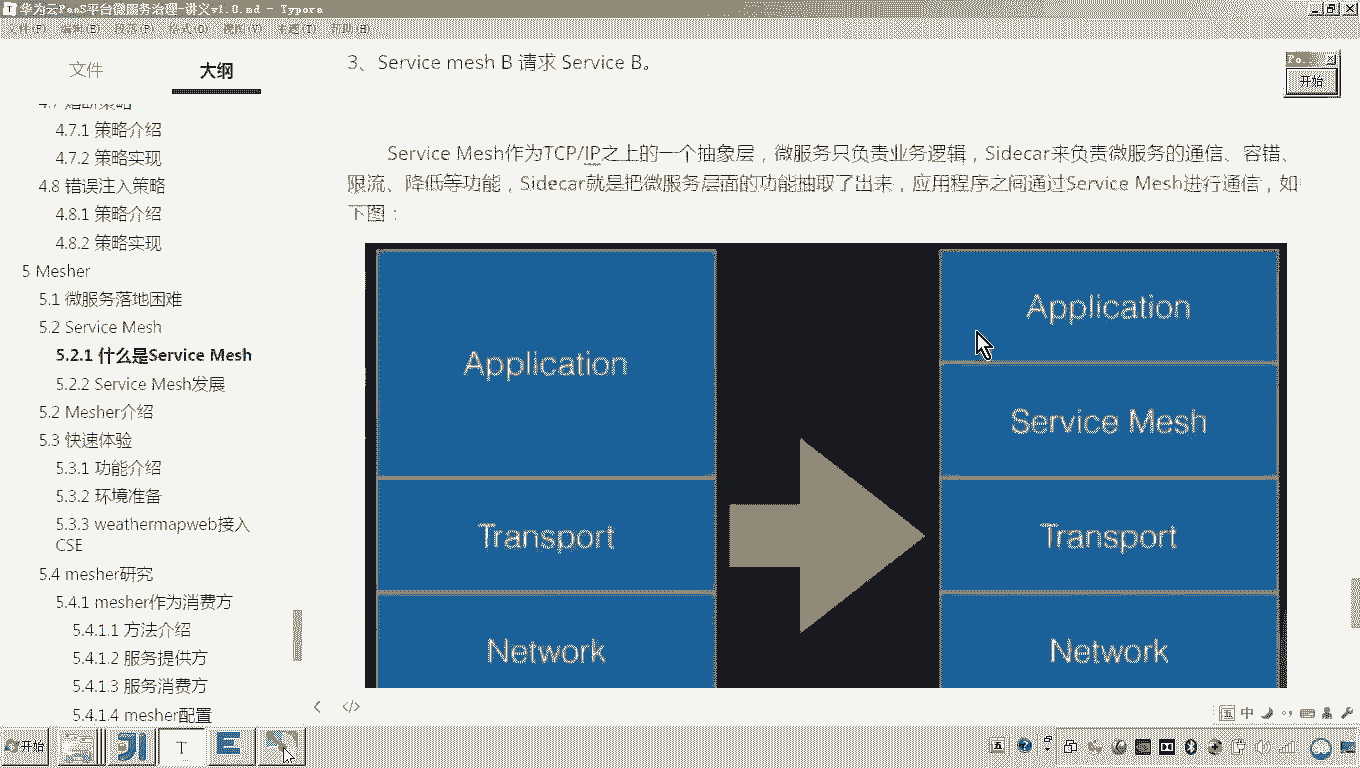 华为云PaaS平台微服务治理-讲义v1.0.md - Typora
文件(F) 编辑(E) 段落(P) 格式(O) 视图(V) 主题(T) 帮助(H)
文件
大纲
4.7 熔断策略
4.7.1 策略介绍
4.7.2 策略实现
4.8 错误注入策略
4.8.1 策略介绍
4.8.2 策略实现
5 Mesher
5.1 微服务落地困难
5.2 Service Mesh
5.2.1 什么是Service Mesh
5.2.2 Service Mesh发展
5.2 Mesher介绍
5.3 快速体验
5.3.1 功能介绍
5.3.2 环境准备
5.3.3 weathermapweb接入
CSE
5.4 mesher研究
5.4.1 mesher作为消费方
5.4.1.1 方法介绍
5.4.1.2 服务提供方
5.4.1.3 服务消费方
5.4.1.4 mesher配置
3、Service mesh B 请求 Service B。
Service Mesh作为TCP/IP之上的一个抽象层，微服务只负责业务逻辑，Sidecar来负责微服务的通信、容错、
限流、降低等功能，Sidecar就是把微服务层面的功能抽取了出来，应用程序之间通过Service Mesh进行通信，如
下图：
Application
Transport
Network
Application
Service Mesh
Transport
Network
Po...
开始
五 中
开始
T
E
五